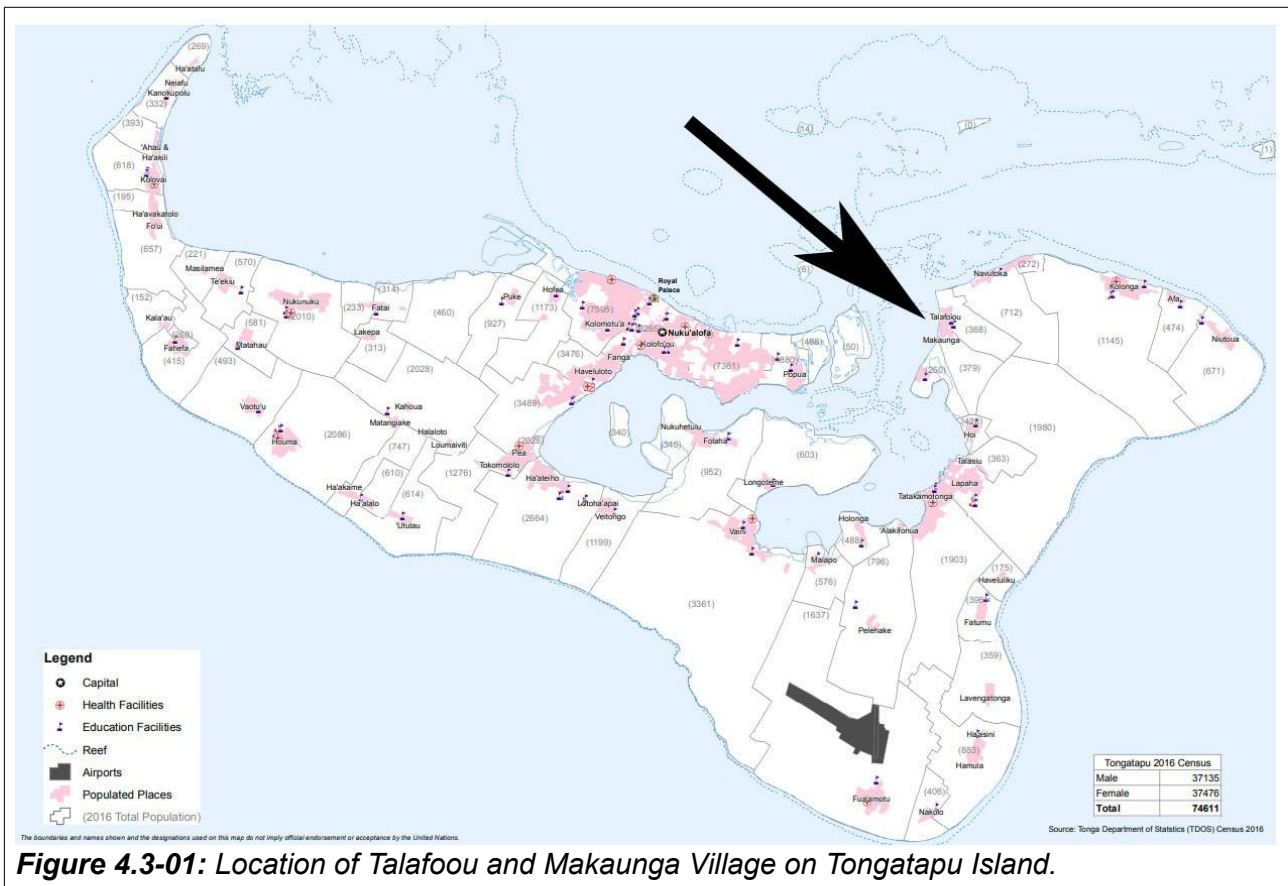 (269)
Ha'atafu
Neiafu
Kanokupolu
(332)
(393)
'Ahau &
Ha'akili
(618)
Kolovai
(195)
Ha'avakatolo
Fo'ui
(657)
(221)
(570)
Masilamea
Te'ekiu
(152)
Kala'au
Fahefa
(415)
(581)
(493)
Matahau
Nukunuku
(2010)
(314)
(233)
Fatai
Lakepa
(313)
(460)
(927)
Puke
Hofoa
(1173)
(7595)
Kolomotu'a
Royal
Palace
Nuku'alofa
Kolofo'ou
Fanga
(3476)
Haveluloto
(3489)
(7351)
Popua
(488)
(50)
(6)
(14)
(0)
(1)
(2028)
Vaotu'u
Houma
(2086)
Kahoua
Matangiake
(747)
Halaloto
Loumaiviti
(610)
(1276)
Ha'akame
Ha'alalo
(614)
'Utulau
Pea
Tokomololo
Ha'ateiho
(2664)
Lotoha'apai
Veitongo
(1199)
(340)
Nukuhetulu
Folaha
(952)
(603)
Longoteme
Vaini
(3361)
Malapo
(576)
Holonga
(488)
'Alakifonua
(796)
(1637)
Pelehake
Navutoka
(272)
Talafo'ou
(368)
Makaunga
(712)
(379)
(260)
Kolonga
(1145)
Afa
(474)
Niutoua
(671)
(1980)
Hoi
(363)
Talasiu
Lapaha
Tatakamotonga
(1903)
(175)
Haveluliku
Fatumu
(359)
Lavengatonga
Ha'asini
(883)
Hamula
(406)
Nakolo
Fua'amotu
Legend
Capital
Health Facilities
Education Facilities
Reef
Airports
Populated Places
(2016 Total Population)
Tongatapu 2016 Census
Male 37135
Female 37476
Total 74611
The boundaries and names shown and the designations used on this map do not imply official endorsement or acceptance by the United Nations.
Source: Tonga Department of Statistics (TDOS) Census 2016
Figure 4.3-01: Location of Talafoou and Makaunga Village on Tongatapu Island.